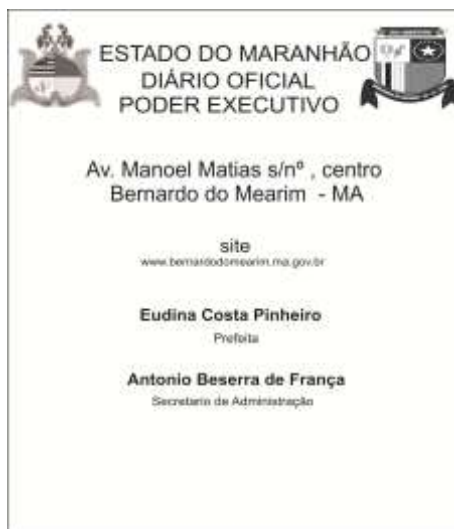 ESTADO DO MARANHÃO
DIÁRIO OFICIAL
PODER EXECUTIVO
Av. Manoel Matias s/nº , centro
Bernardo do Mearim - MA
site
www.bernardodomearim.ma.gov.br
Eudina Costa Pinheiro
Prefeita
Antonio Beserra de França
Secretario de Administração